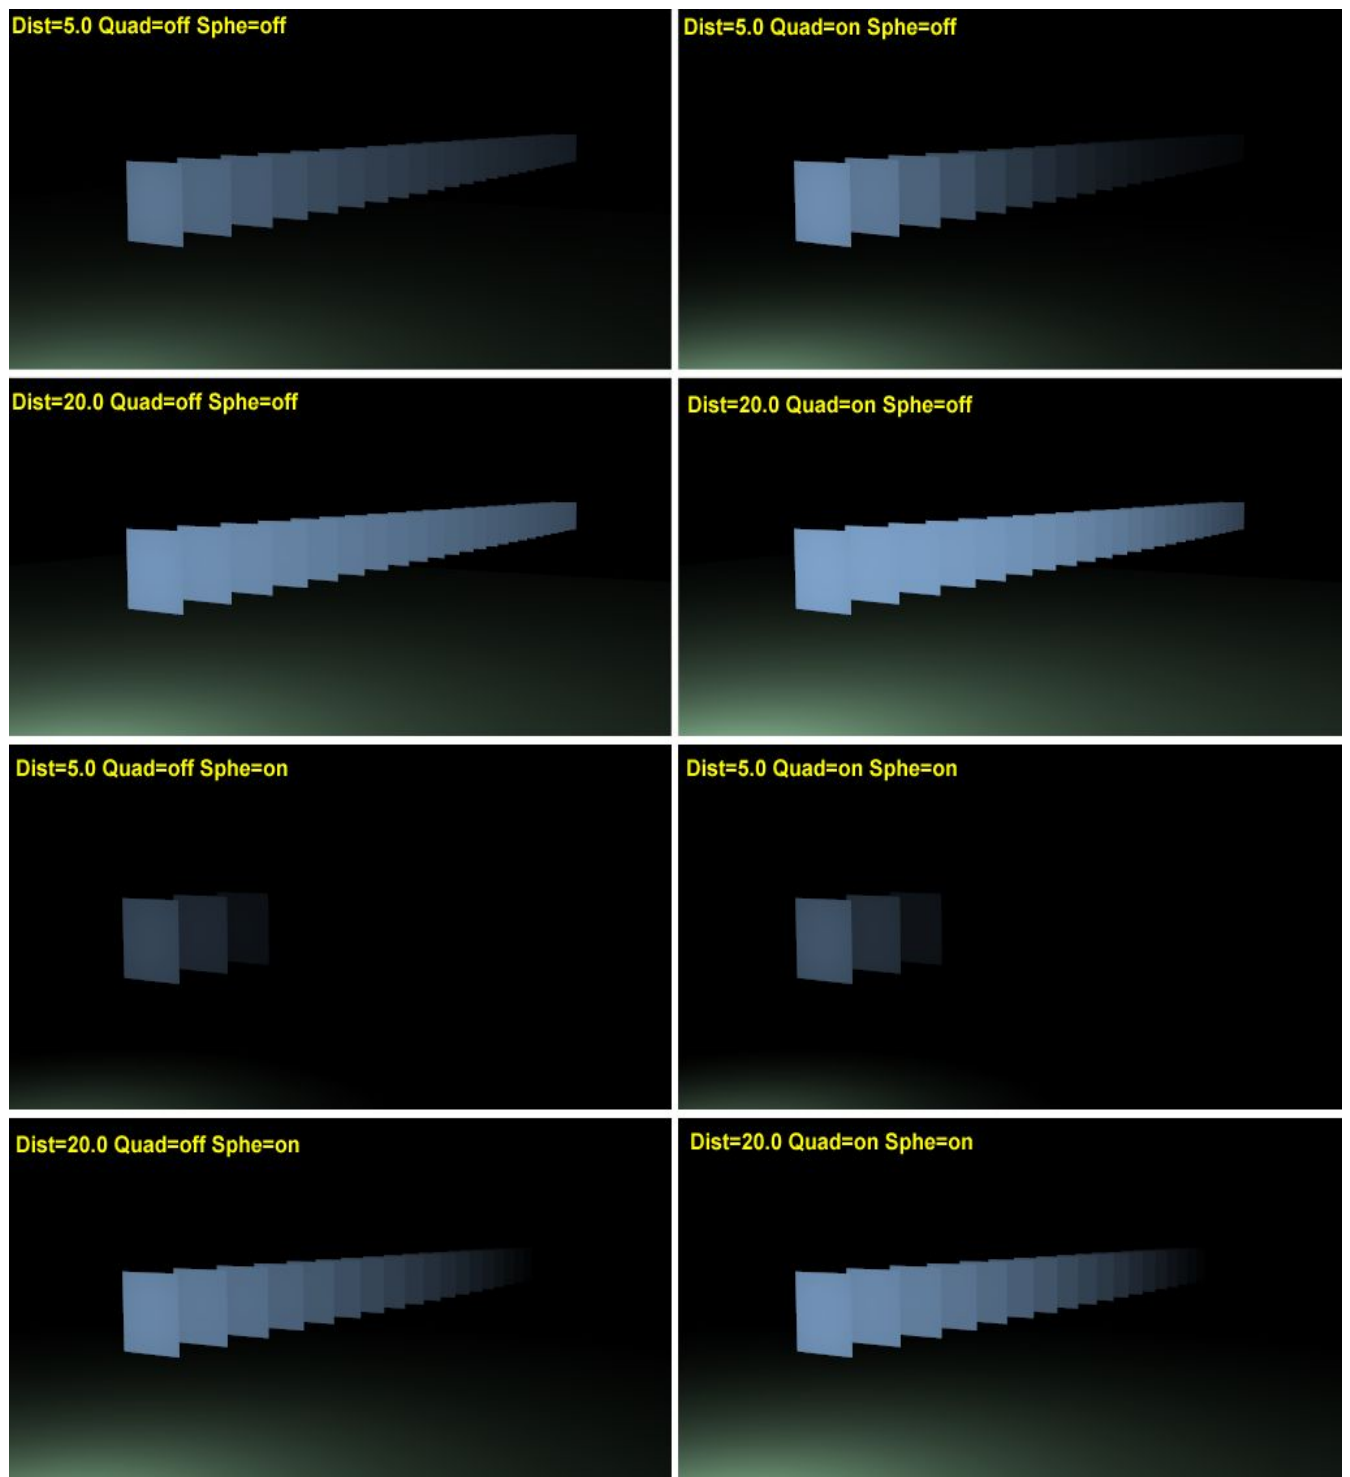 Dist=5.0 Quad=off Sphe=off
Dist=5.0 Quad=on Sphe=off
Dist=20.0 Quad=off Sphe=off
Dist=20.0 Quad=on Sphe=off
Dist=5.0 Quad=off Sphe=on
Dist=5.0 Quad=on Sphe=on
Dist=20.0 Quad=off Sphe=on
Dist=20.0 Quad=on Sphe=on